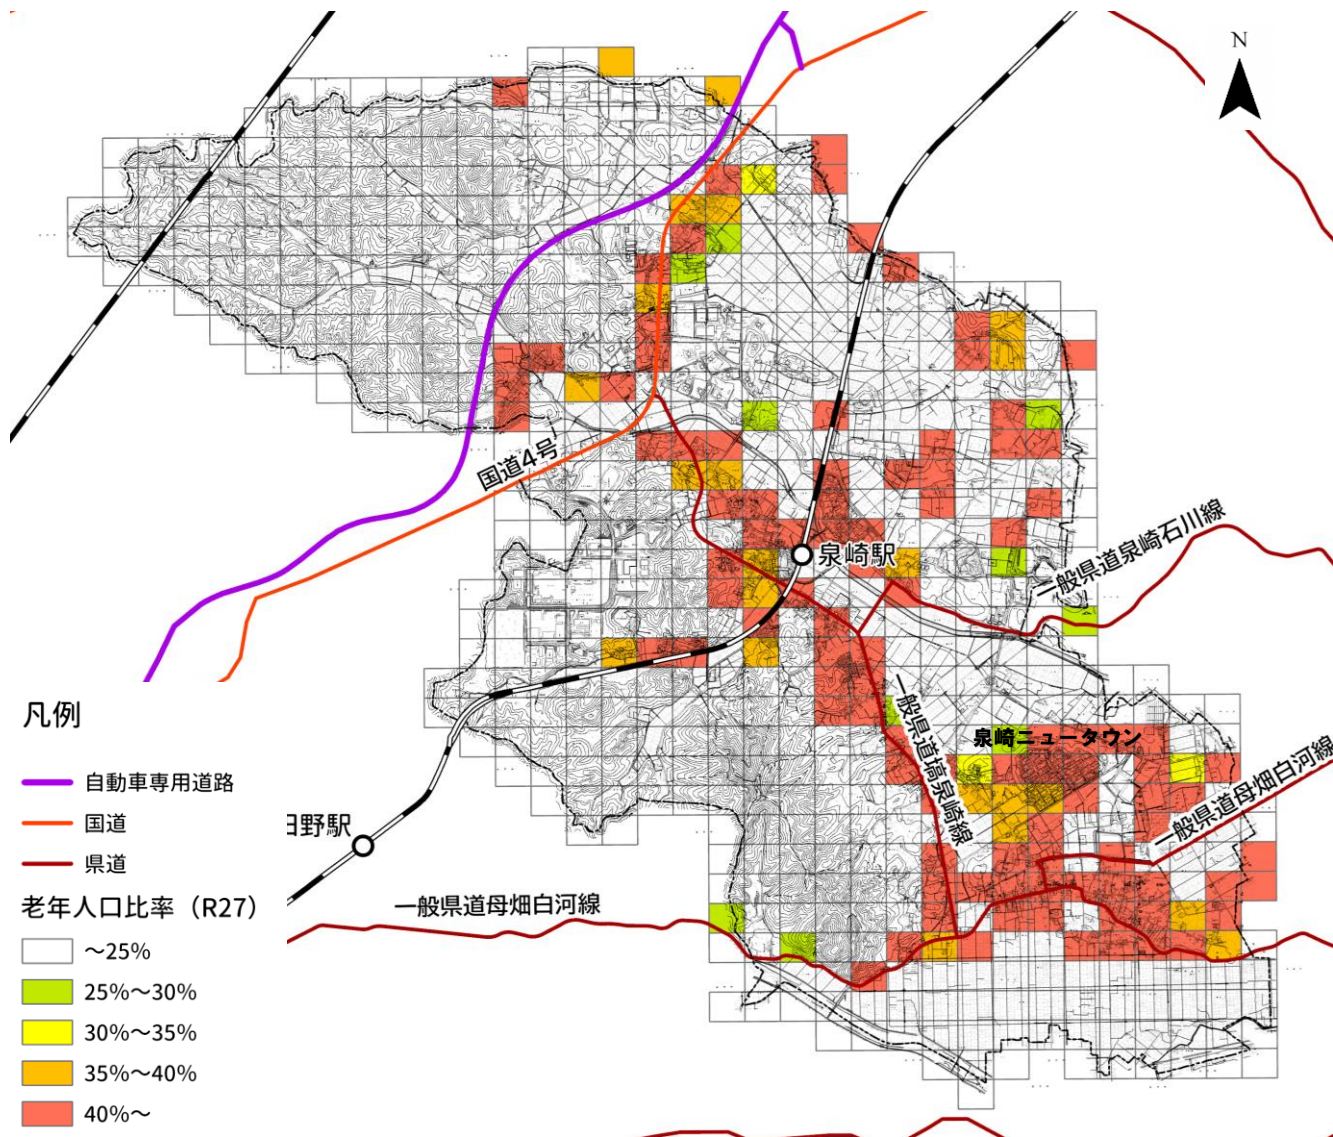 N
国道4号
泉崎駅
一般県道泉崎石川線
一般県道塙泉崎線
泉崎ニュータウン
一般県道母畑白河線
田野駅
一般県道母畑白河線
凡例
自動車専用道路
国道
県道
老年人口比率（R27）
～25%
25%～30%
30%～35%
35%～40%
40%～